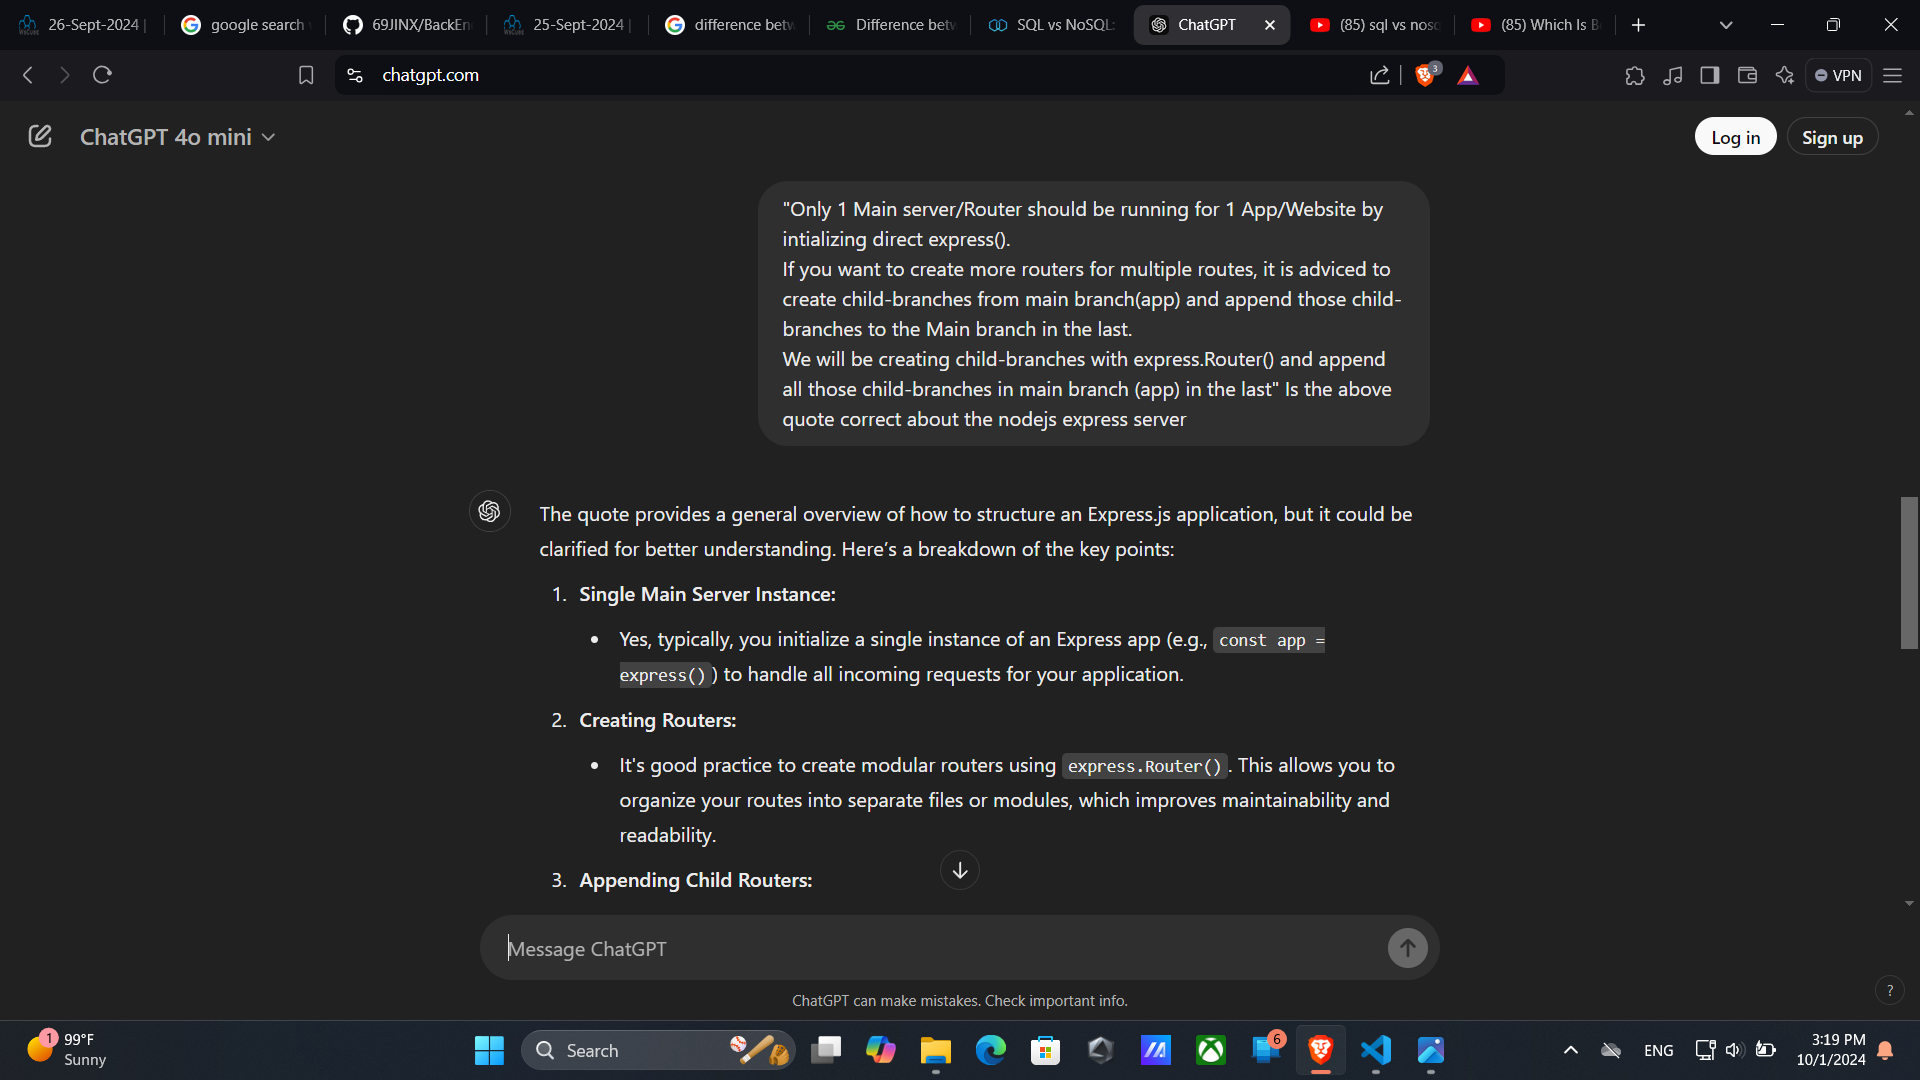 26-Sept-2024 |
google search
69JINX/BackEn
25-Sept-2024 |
difference betw
Difference betw
SQL vs NoSQL:
ChatGPT
(85) sql vs nosq
(85) Which Is B
chatgpt.com
3
VPN
ChatGPT 4o mini
Log in
Sign up
"Only 1 Main server/Router should be running for 1 App/Website by
intializing direct express().
If you want to create more routers for multiple routes, it is adviced to
create child-branches from main branch(app) and append those child-
branches to the Main branch in the last.
We will be creating child-branches with express.Router() and append
all those child-branches in main branch (app) in the last" Is the above
quote correct about the nodejs express server
The quote provides a general overview of how to structure an Express.js application, but it could be
clarified for better understanding. Here’s a breakdown of the key points:
1. Single Main Server Instance:
• Yes, typically, you initialize a single instance of an Express app (e.g., const app =
express()) to handle all incoming requests for your application.
2. Creating Routers:
• It's good practice to create modular routers using express.Router(). This allows you to
organize your routes into separate files or modules, which improves maintainability and
readability.
3. Appending Child Routers:
Message ChatGPT
ChatGPT can make mistakes. Check important info.
?
1
99°F
Sunny
Search
6
ENG
3:19 PM
10/1/2024